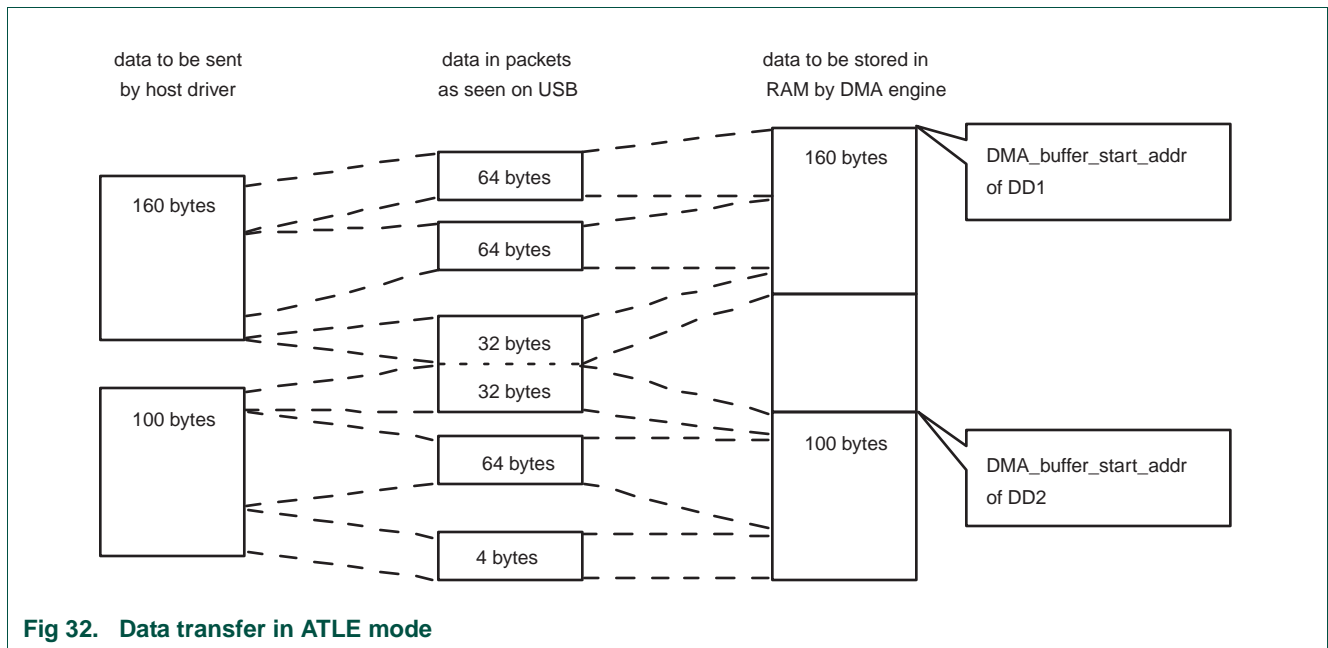 data to be sent
by host driver
data in packets
as seen on USB
data to be stored in
RAM by DMA engine
160 bytes
100 bytes
64 bytes
64 bytes
32 bytes
32 bytes
64 bytes
4 bytes
160 bytes
100 bytes
DMA_buffer_start_addr
of DD1
DMA_buffer_start_addr
of DD2
Fig 32. Data transfer in ATLE mode